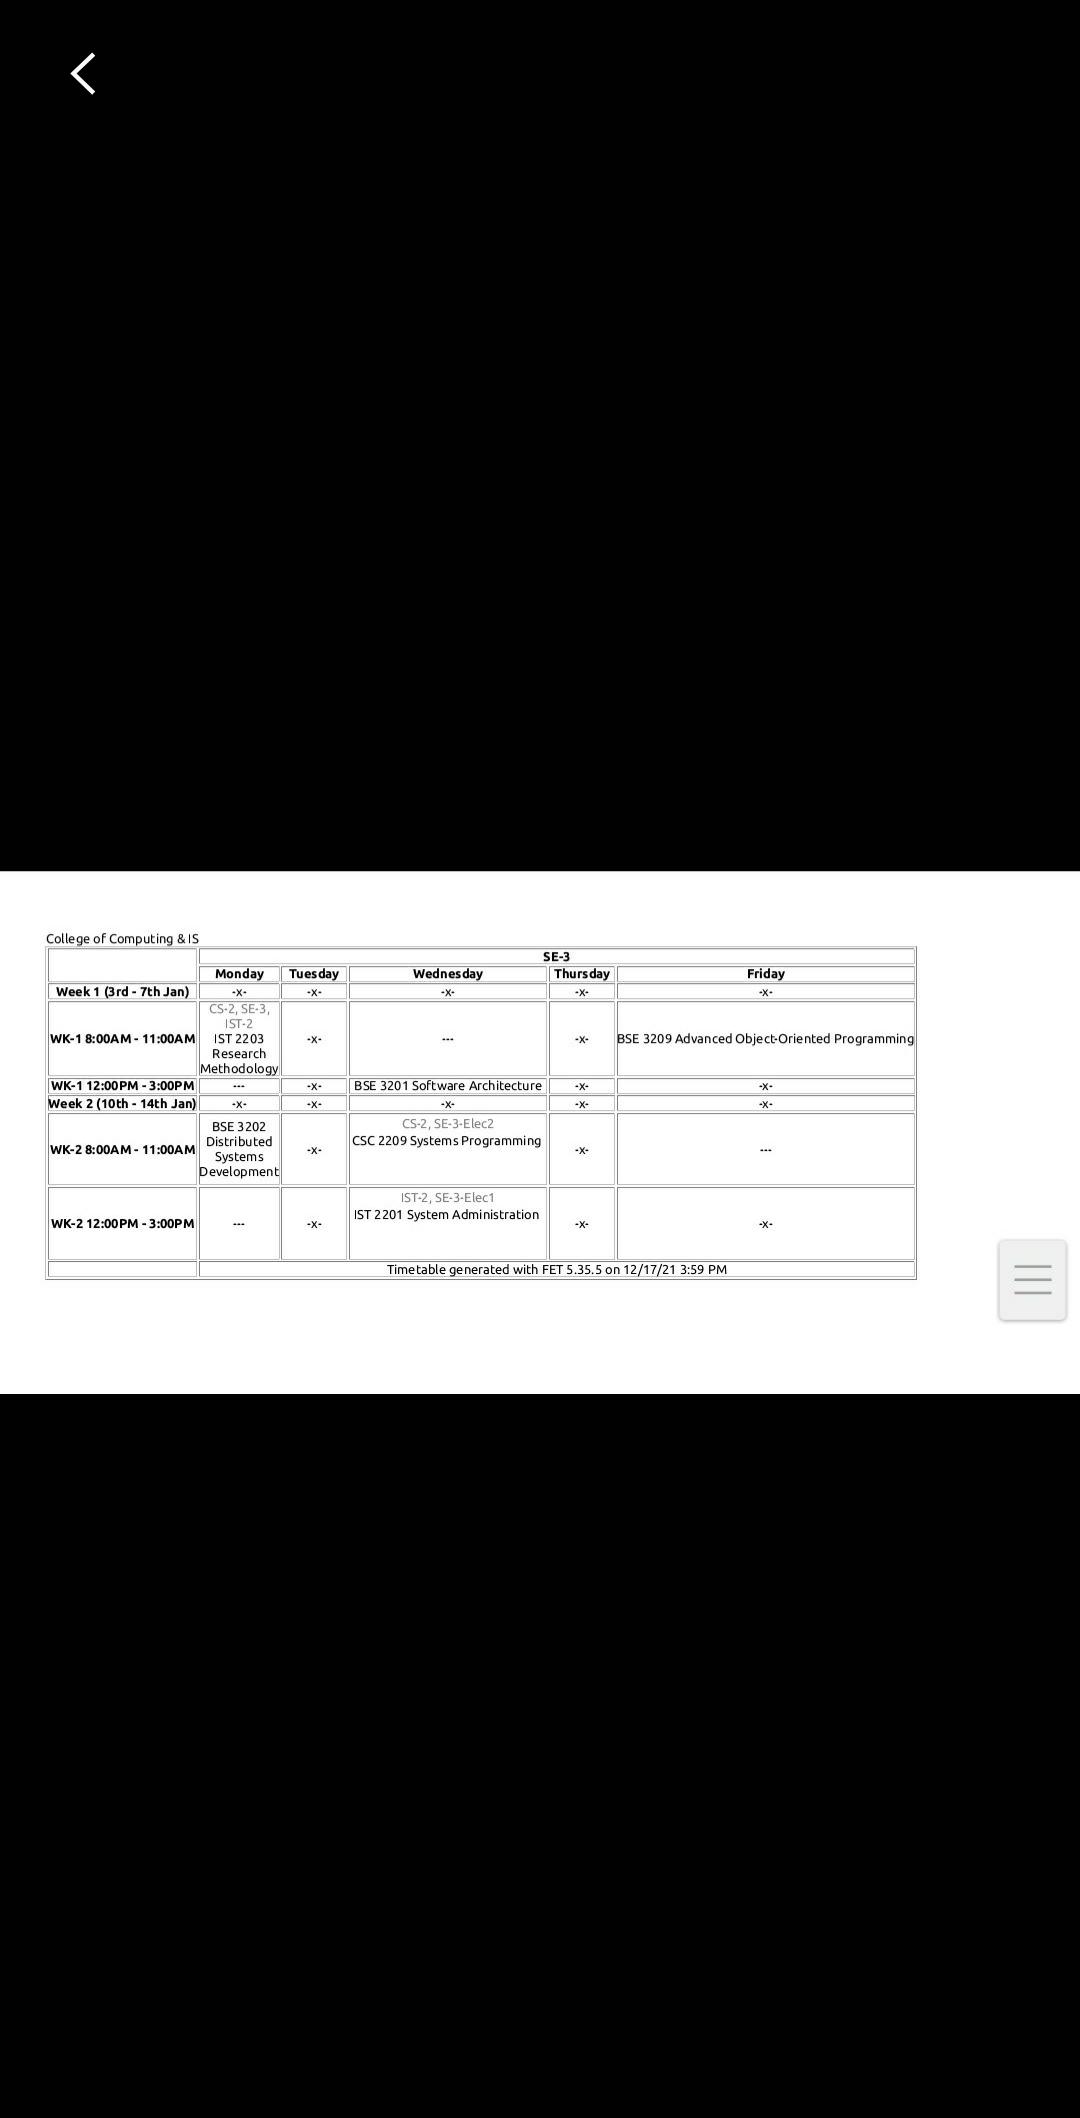 College of Computing & IS
SE-3
Monday Tuesday Wednesday Thursday Friday
Week 1 (3rd - 7th Jan) -x- -x- -x- -x- -x-
WK-1 8:00AM - 11:00AM CS-2, SE-3, IST-2 IST 2203 Research Methodology -x- --- -x- BSE 3209 Advanced Object-Oriented Programming
WK-1 12:00PM - 3:00PM --- -x- BSE 3201 Software Architecture -x- -x-
Week 2 (10th - 14th Jan) -x- -x- -x- -x- -x-
WK-2 8:00AM - 11:00AM BSE 3202 Distributed Systems Development -x- CS-2, SE-3-Elec2 CSC 2209 Systems Programming -x- ---
WK-2 12:00PM - 3:00PM --- -x- IST-2, SE-3-Elec1 IST 2201 System Administration -x- -x-
Timetable generated with FET 5.35.5 on 12/17/21 3:59 PM